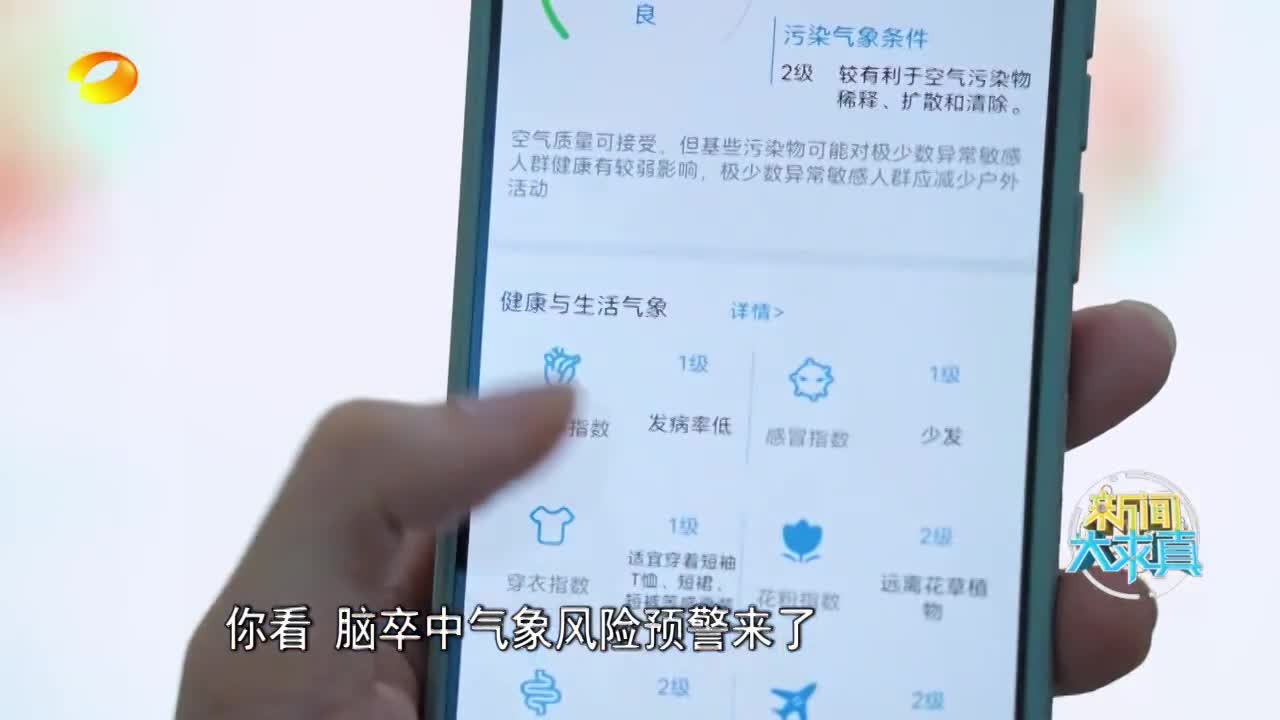 良
污染气象条件
2级 较有利于空气污染物
稀释、扩散和清除。
空气质量可接受，但某些污染物可能对极少数异常敏感
人群健康有较弱影响，极少数异常敏感人群应减少户外
活动
健康与生活气象 详情>
1级 1级
指数 发病率低 感冒指数 少发
1级 2级
适宜穿着短袖
T恤、短裙、
穿衣指数 花粉指数 远离花草植
物
新闻
大求真
你看 脑卒中气象风险预警来了
2级 2级